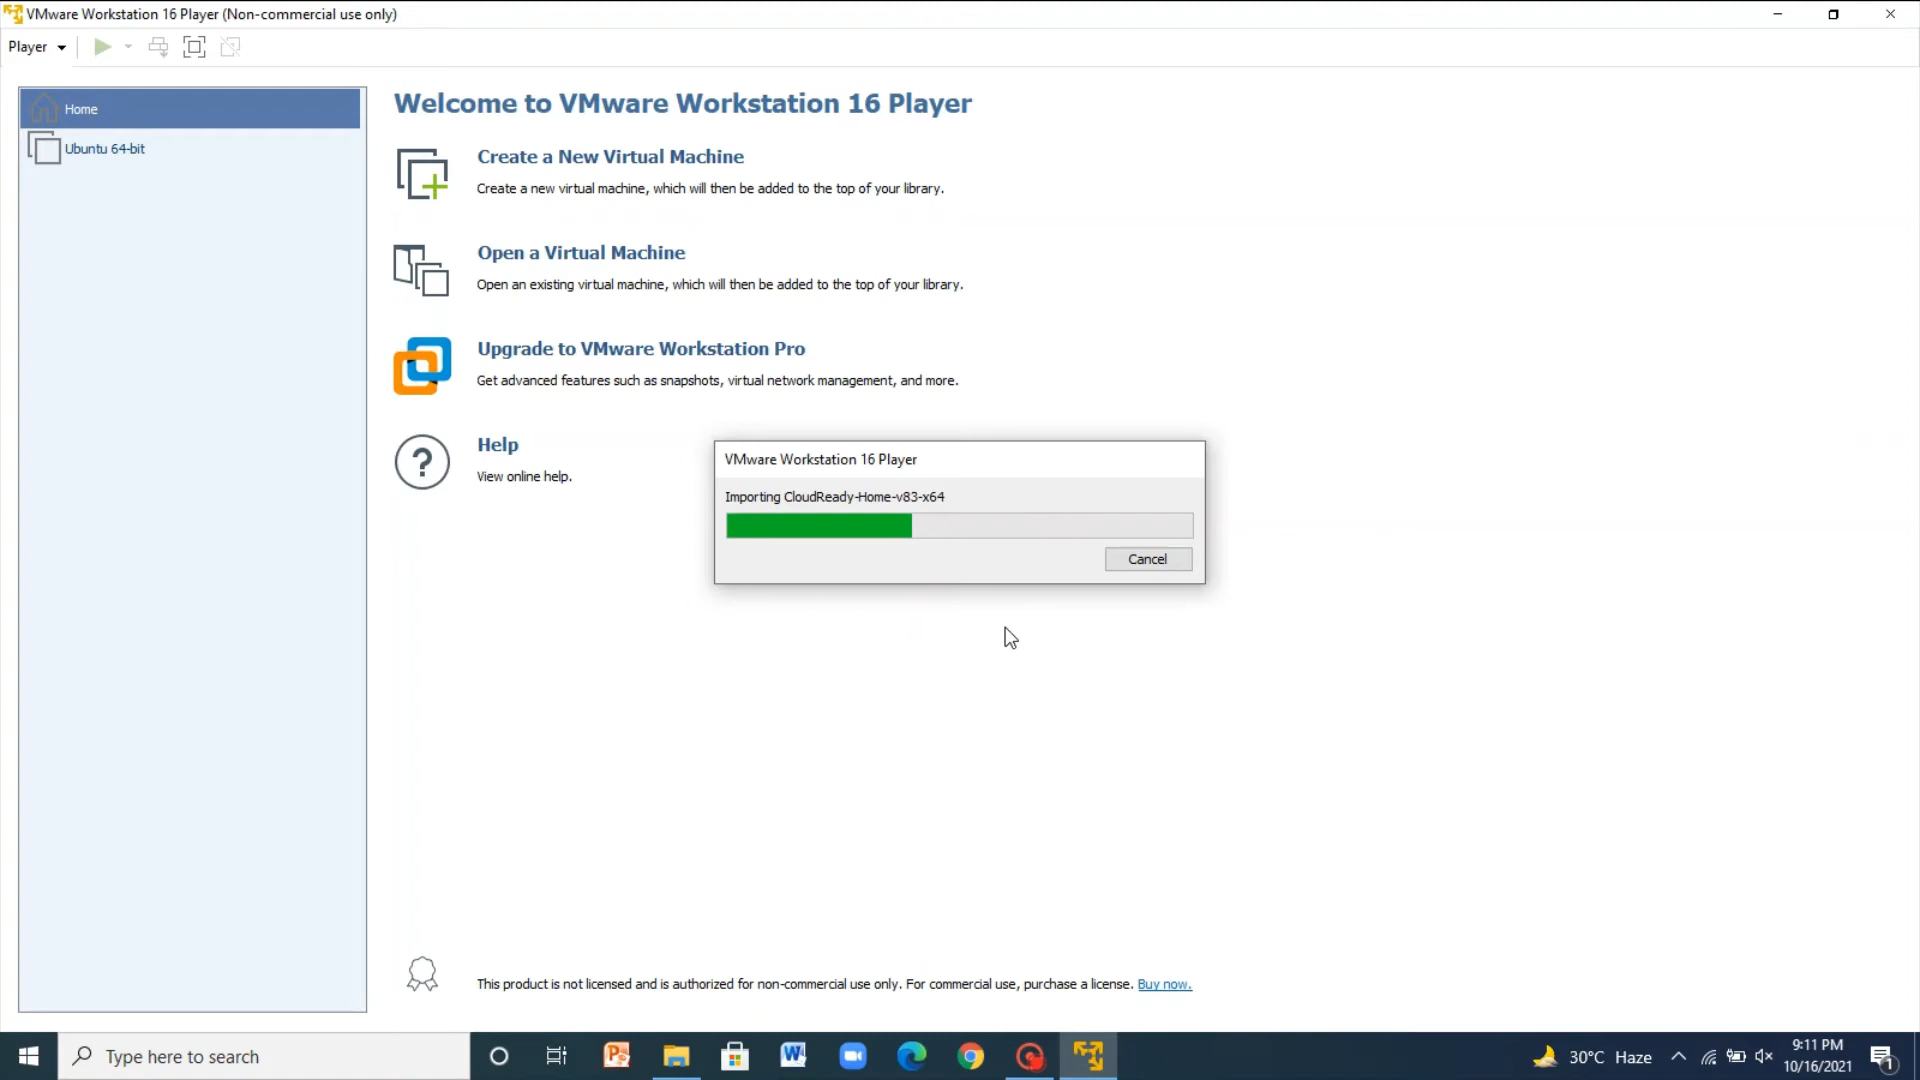 VMware Workstation 16 Player (Non-commercial use only)
Player
Home
Ubuntu 64-bit
Welcome to VMware Workstation 16 Player
Create a New Virtual Machine
Create a new virtual machine, which will then be added to the top of your library.
Open a Virtual Machine
Open an existing virtual machine, which will then be added to the top of your library.
Upgrade to VMware Workstation Pro
Get advanced features such as snapshots, virtual network management, and more.
Help
View online help.
VMware Workstation 16 Player
Importing CloudReady-Home-v83-x64
Cancel
This product is not licensed and is authorized for non-commercial use only. For commercial use, purchase a license. Buy now.
Type here to search
30°C Haze
9:11 PM
10/16/2021
1